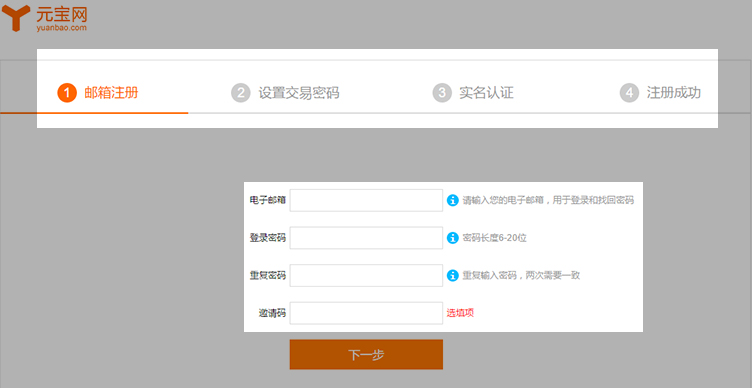 元宝网
yuanbao.com
1 邮箱注册 2 设置交易密码 3 实名认证 4 注册成功
电子邮箱 请输入您的电子邮箱，用于登录和找回密码
登录密码 密码长度6-20位
重复密码 重复输入密码，两次需要一致
邀请码 选填项
下一步